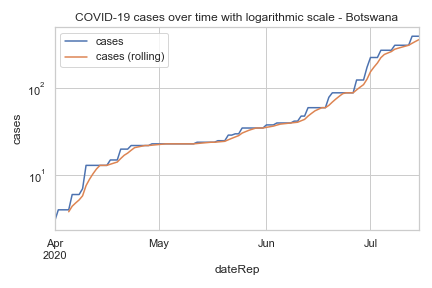 COVID-19 cases over time with logarithmic scale - Botswana
cases
cases (rolling)
10²
10¹
cases
Apr
2020
May
Jun
Jul
dateRep